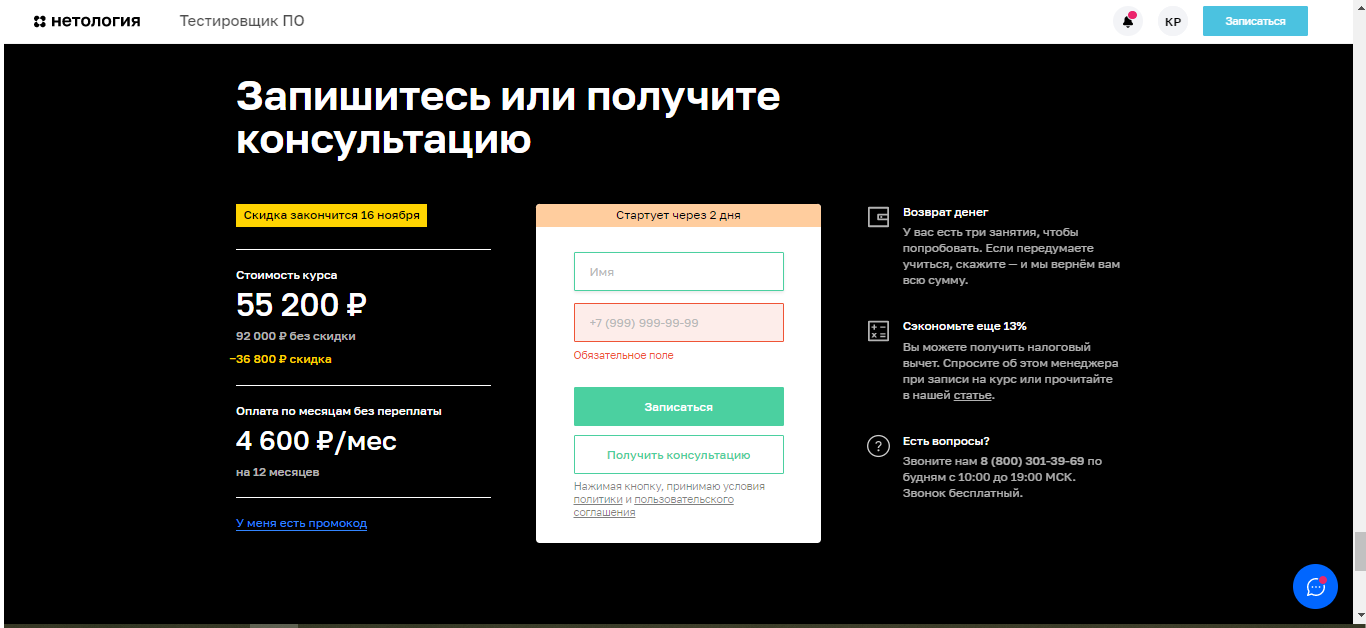 нетология
Тестировщик ПО
КР
Записаться
Запишитесь или получите
консультацию
Скидка закончится 16 ноября
Стоимость курса
55 200 ₽
92 000 ₽ без скидки
−36 800 ₽ скидка
Оплата по месяцам без переплаты
4 600 ₽/мес
на 12 месяцев
У меня есть промокод
Стартует через 2 дня
Имя
+7 (999) 999-99-99
Обязательное поле
Записаться
Получить консультацию
Нажимая кнопку, принимаю условия
политики и пользовательского
соглашения
Возврат денег
У вас есть три занятия, чтобы
попробовать. Если передумаете
учиться, скажите — и мы вернём вам
всю сумму.
Сэкономьте еще 13%
Вы можете получить налоговый
вычет. Спросите об этом менеджера
при записи на курс или прочитайте
в нашей статье.
Есть вопросы?
Звоните нам 8 (800) 301-39-69 по
будням с 10:00 до 19:00 МСК.
Звонок бесплатный.